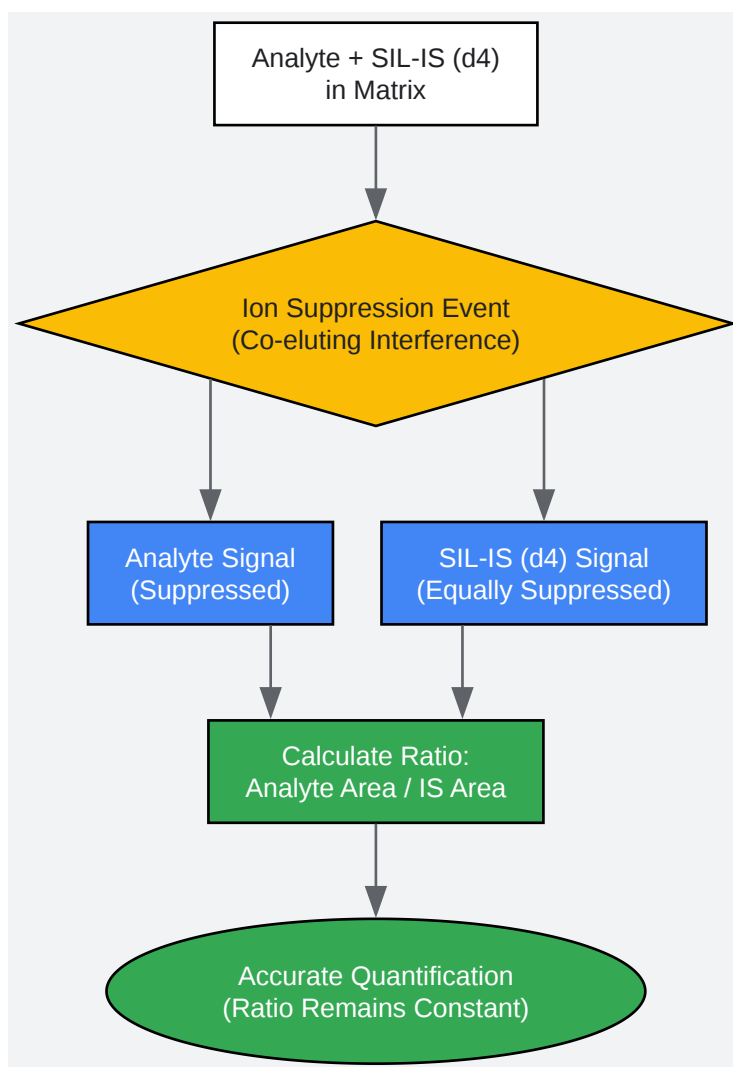 Analyte + SIL-IS (d4)
in Matrix
Ion Suppression Event
(Co-eluting Interference)
Analyte Signal
(Suppressed)
SIL-IS (d4) Signal
(Equally Suppressed)
Calculate Ratio:
Analyte Area / IS Area
Accurate Quantification
(Ratio Remains Constant)